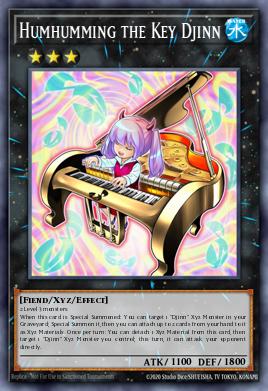 Humhumming the Key Djinn
WATER
水
[Fiend/Xyz/Effect]
2 Level 3 monsters
When this card is Special Summoned: You can target 1 "Djinn" Xyz Monster in your
Graveyard; Special Summon it, then you can attach up to 2 cards from your hand to it
as Xyz Materials. Once per turn: You can detach 1 Xyz Material from this card, then
target 1 "Djinn" Xyz Monster you control; this turn, it can attack your opponent
directly.
ATK/1100 DEF/1800
Replica - Not For Use in Sanctioned Tournaments
©2020 Studio Dice/SHUEISHA, TV TOKYO, KONAMI